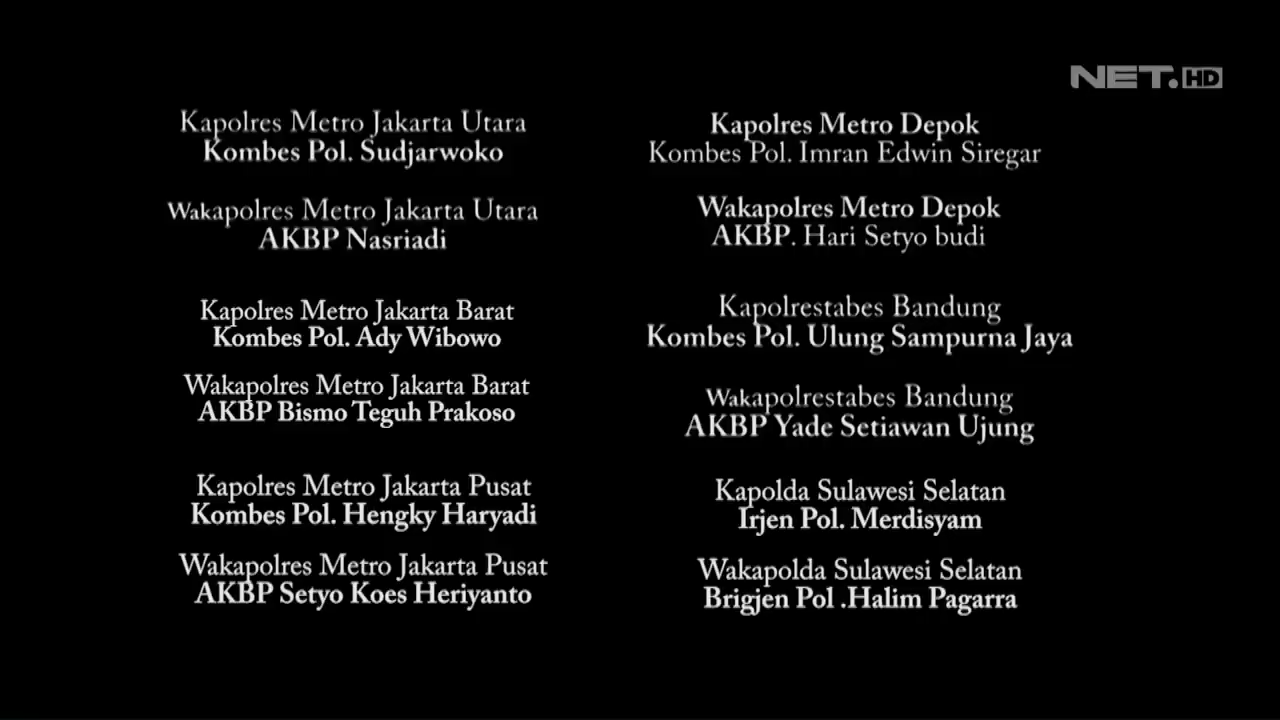 NET.HD
Kapolres Metro Jakarta Utara
Kombes Pol. Sudjarwoko
Wakapolres Metro Jakarta Utara
AKBP Nasriadi
Kapolres Metro Jakarta Barat
Kombes Pol. Ady Wibowo
Wakapolres Metro Jakarta Barat
AKBP Bismo Teguh Prakoso
Kapolres Metro Jakarta Pusat
Kombes Pol. Hengky Haryadi
Wakapolres Metro Jakarta Pusat
AKBP Setyo Koes Heriyanto
Kapolres Metro Depok
Kombes Pol. Imran Edwin Siregar
Wakapolres Metro Depok
AKBP. Hari Setyo budi
Kapolrestabes Bandung
Kombes Pol. Ulung Sampurna Jaya
Wakapolrestabes Bandung
AKBP Yade Setiawan Ujung
Kapolda Sulawesi Selatan
Irjen Pol. Merdisyam
Wakapolda Sulawesi Selatan
Brigjen Pol .Halim Pagarra